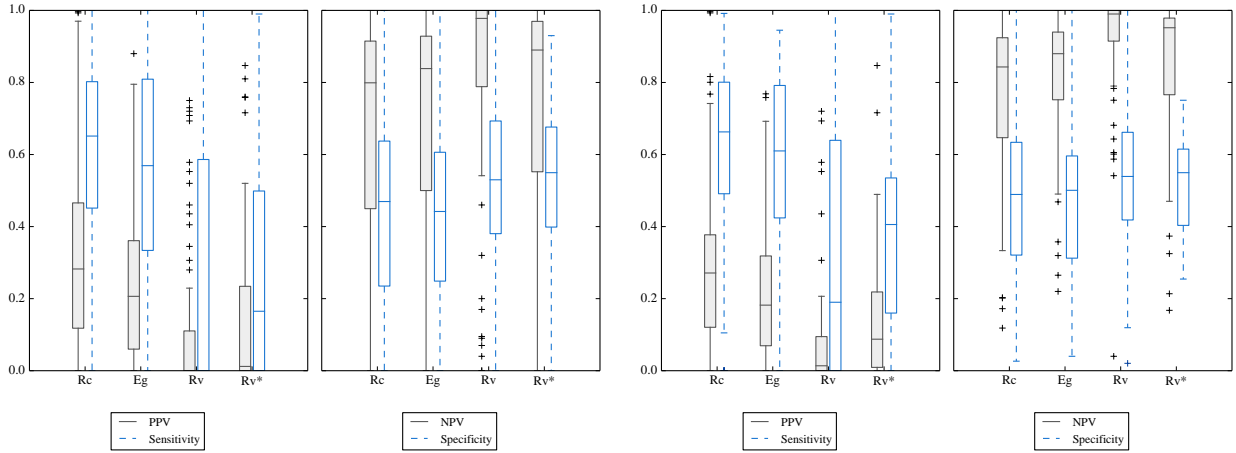 1.0
0.8
0.6
0.4
0.2
0.0
Rc Eg Rv Rv*
PPV
Sensitivity
Rc Eg Rv Rv*
NPV
Specificity
1.0
0.8
0.6
0.4
0.2
0.0
Rc Eg Rv Rv*
PPV
Sensitivity
Rc Eg Rv Rv*
NPV
Specificity